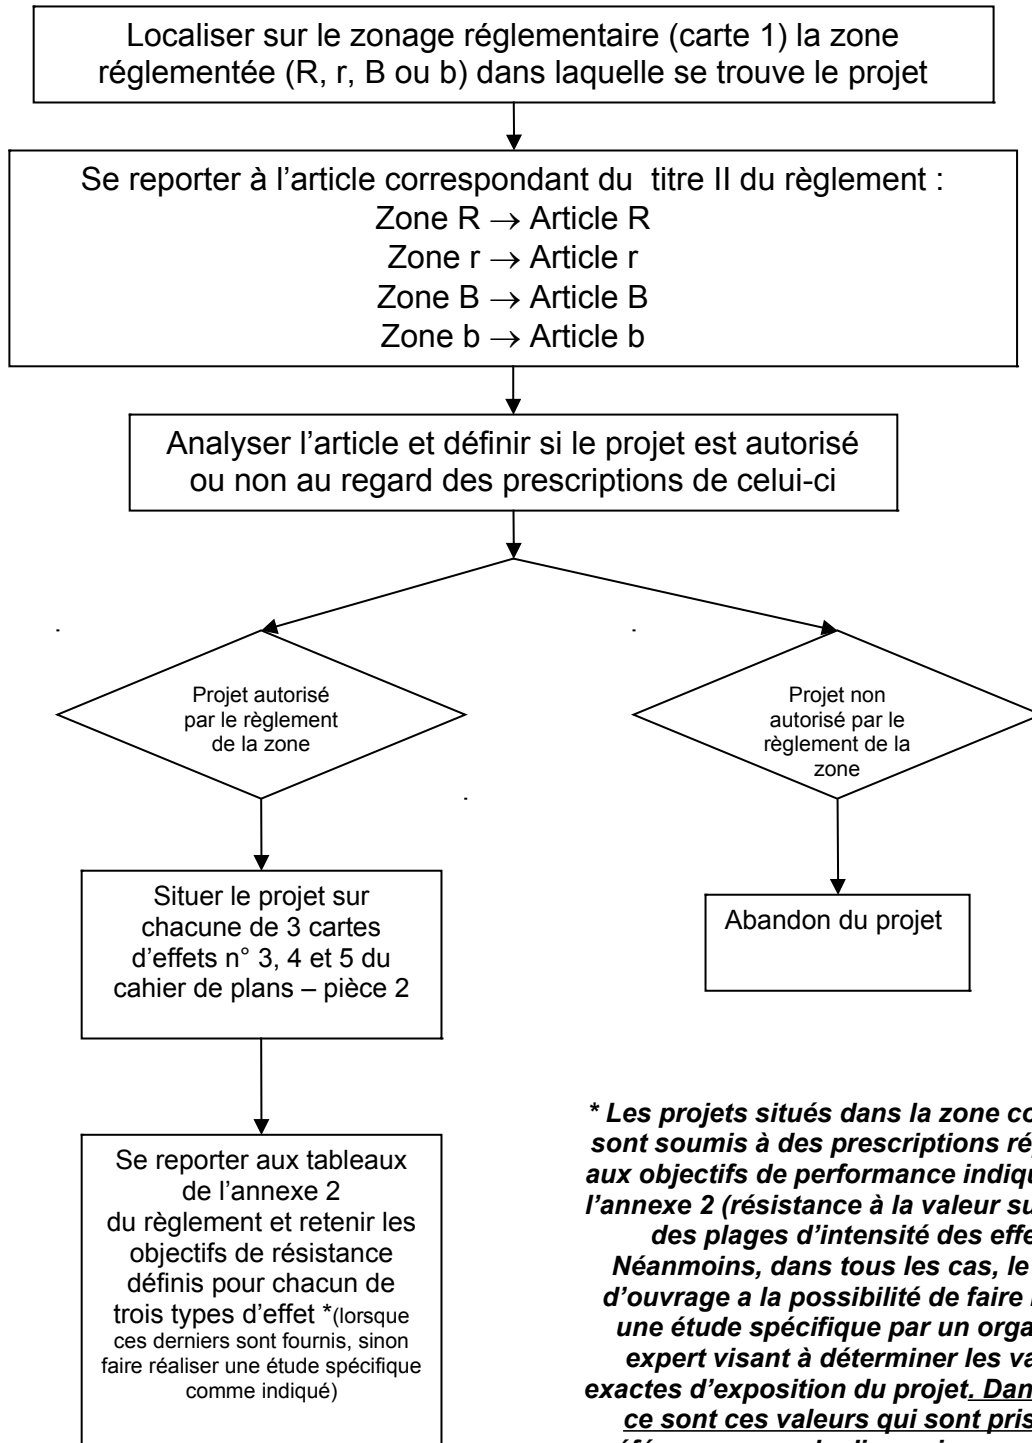 Localiser sur le zonage réglementaire (carte 1) la zone
réglementée (R, r, B ou b) dans laquelle se trouve le projet
Se reporter à l'article correspondant du titre II du règlement :
Zone R → Article R
Zone r → Article r
Zone B → Article B
Zone b → Article b
Analyser l'article et définir si le projet est autorisé
ou non au regard des prescriptions de celui-ci
Projet autorisé
par le règlement
de la zone
Projet non
autorisé par le
règlement de la
zone
Situer le projet sur
chacune de 3 cartes
d'effets n° 3, 4 et 5 du
cahier de plans – pièce 2
Abandon du projet
Se reporter aux tableaux
de l'annexe 2
du règlement et retenir les
objectifs de résistance
définis pour chacun de
trois types d'effet *(lorsque
ces derniers sont fournis, sinon
faire réaliser une étude spécifique
comme indiqué)
* Les projets situés dans la zone
sont soumis à des prescriptions
aux objectifs de performance
l'annexe 2 (résistance à la valeur
des plages d'intensité des
Néanmoins, dans tous les cas, le
d'ouvrage a la possibilité de faire
une étude spécifique par un
expert visant à déterminer les
exactes d'exposition du projet.
ce sont ces valeurs qui sont